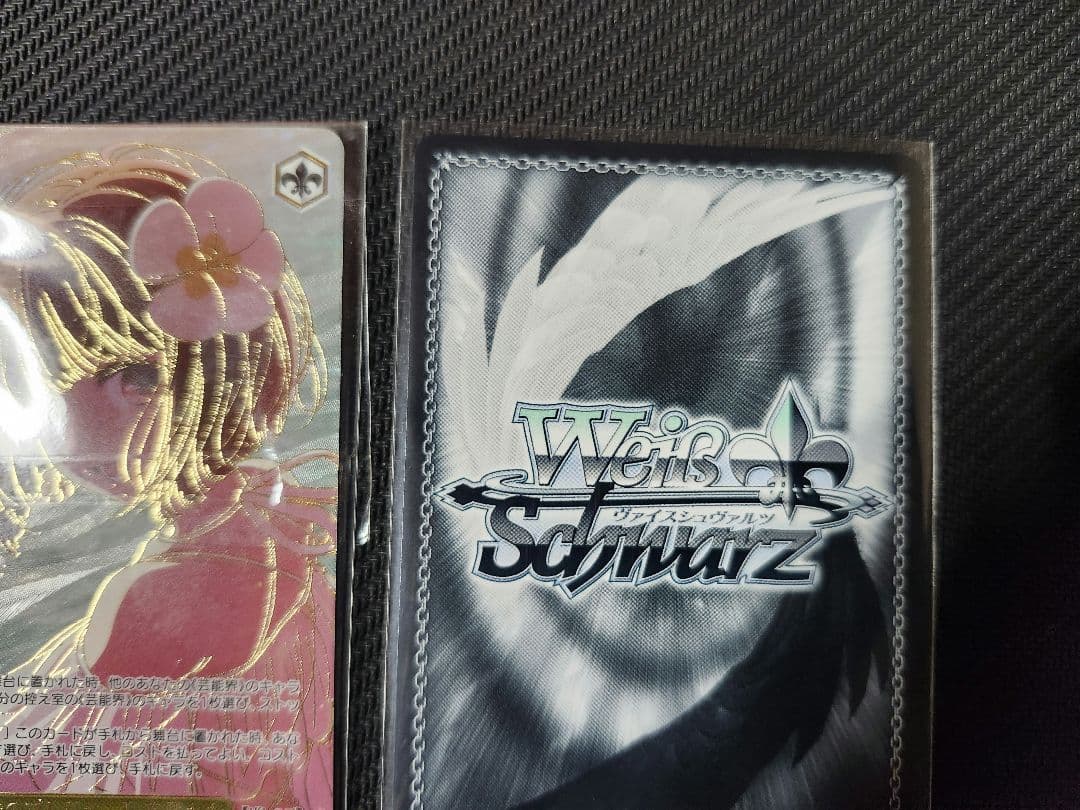 Weiß
ヴァイスシュヴァルツ
Schwarz
台に置かれた時、他のあなたの《芸能界》のキャラ
分の控え室の《芸能界》のキャラを1枚選び、ストッ
］このカードが手札から舞台に置かれた時、あな
選び、手札に戻し、コストを払ってよい。コスト
のキャラを1枚選び、手札に戻す。